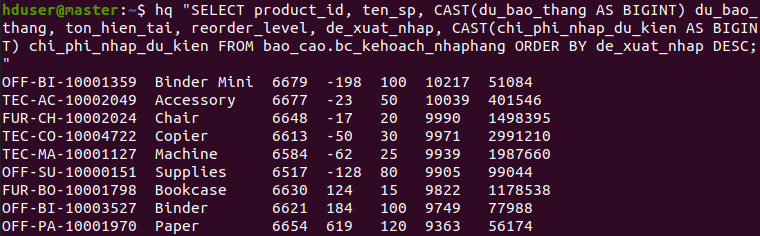 hduser@master:~$ hq "SELECT product_id, ten_sp, CAST(du_bao_thang AS BIGINT) du_bao_
thang, ton_hien_tai, reorder_level, de_xuat_nhap, CAST(chi_phi_nhap_du_kien AS BIGIN
T) chi_phi_nhap_du_kien FROM bao_cao.bc_kehoach_nhaphang ORDER BY de_xuat_nhap DESC;
"
OFF-BI-10001359 Binder Mini 6679 -198 100 10217 51084
TEC-AC-10002049 Accessory 6677 -23 50 10039 401546
FUR-CH-10002024 Chair 6648 -17 20 9990 1498395
TEC-CO-10004722 Copier 6613 -50 30 9971 2991210
TEC-MA-10001127 Machine 6584 -62 25 9939 1987660
OFF-SU-10000151 Supplies 6517 -128 80 9905 99044
FUR-BO-10001798 Bookcase 6630 124 15 9822 1178538
OFF-BI-10003527 Binder 6621 184 100 9749 77988
OFF-PA-10001970 Paper 6654 619 120 9363 56174